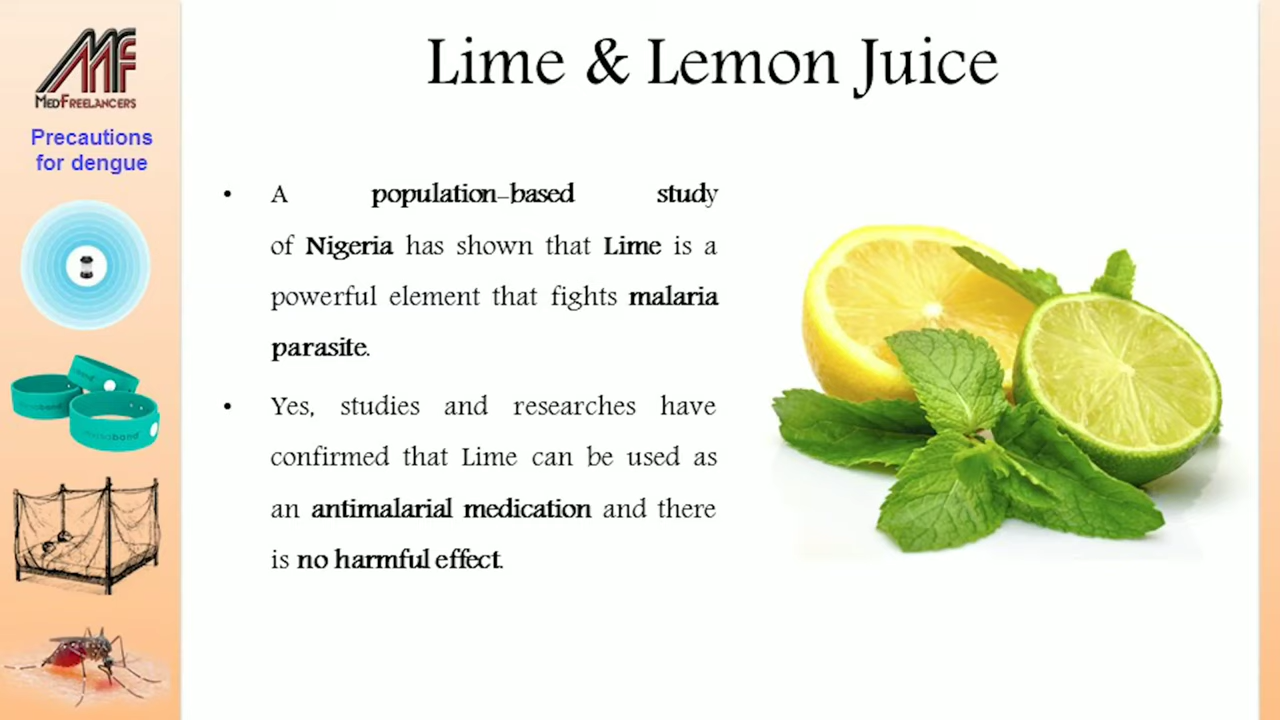 MEDFREELANCERS
Precautions
for dengue
Lime & Lemon Juice
• A population-based study
of Nigeria has shown that Lime is a
powerful element that fights malaria
parasite.
• Yes, studies and researches have
confirmed that Lime can be used as
an antimalarial medication and there
is no harmful effect.